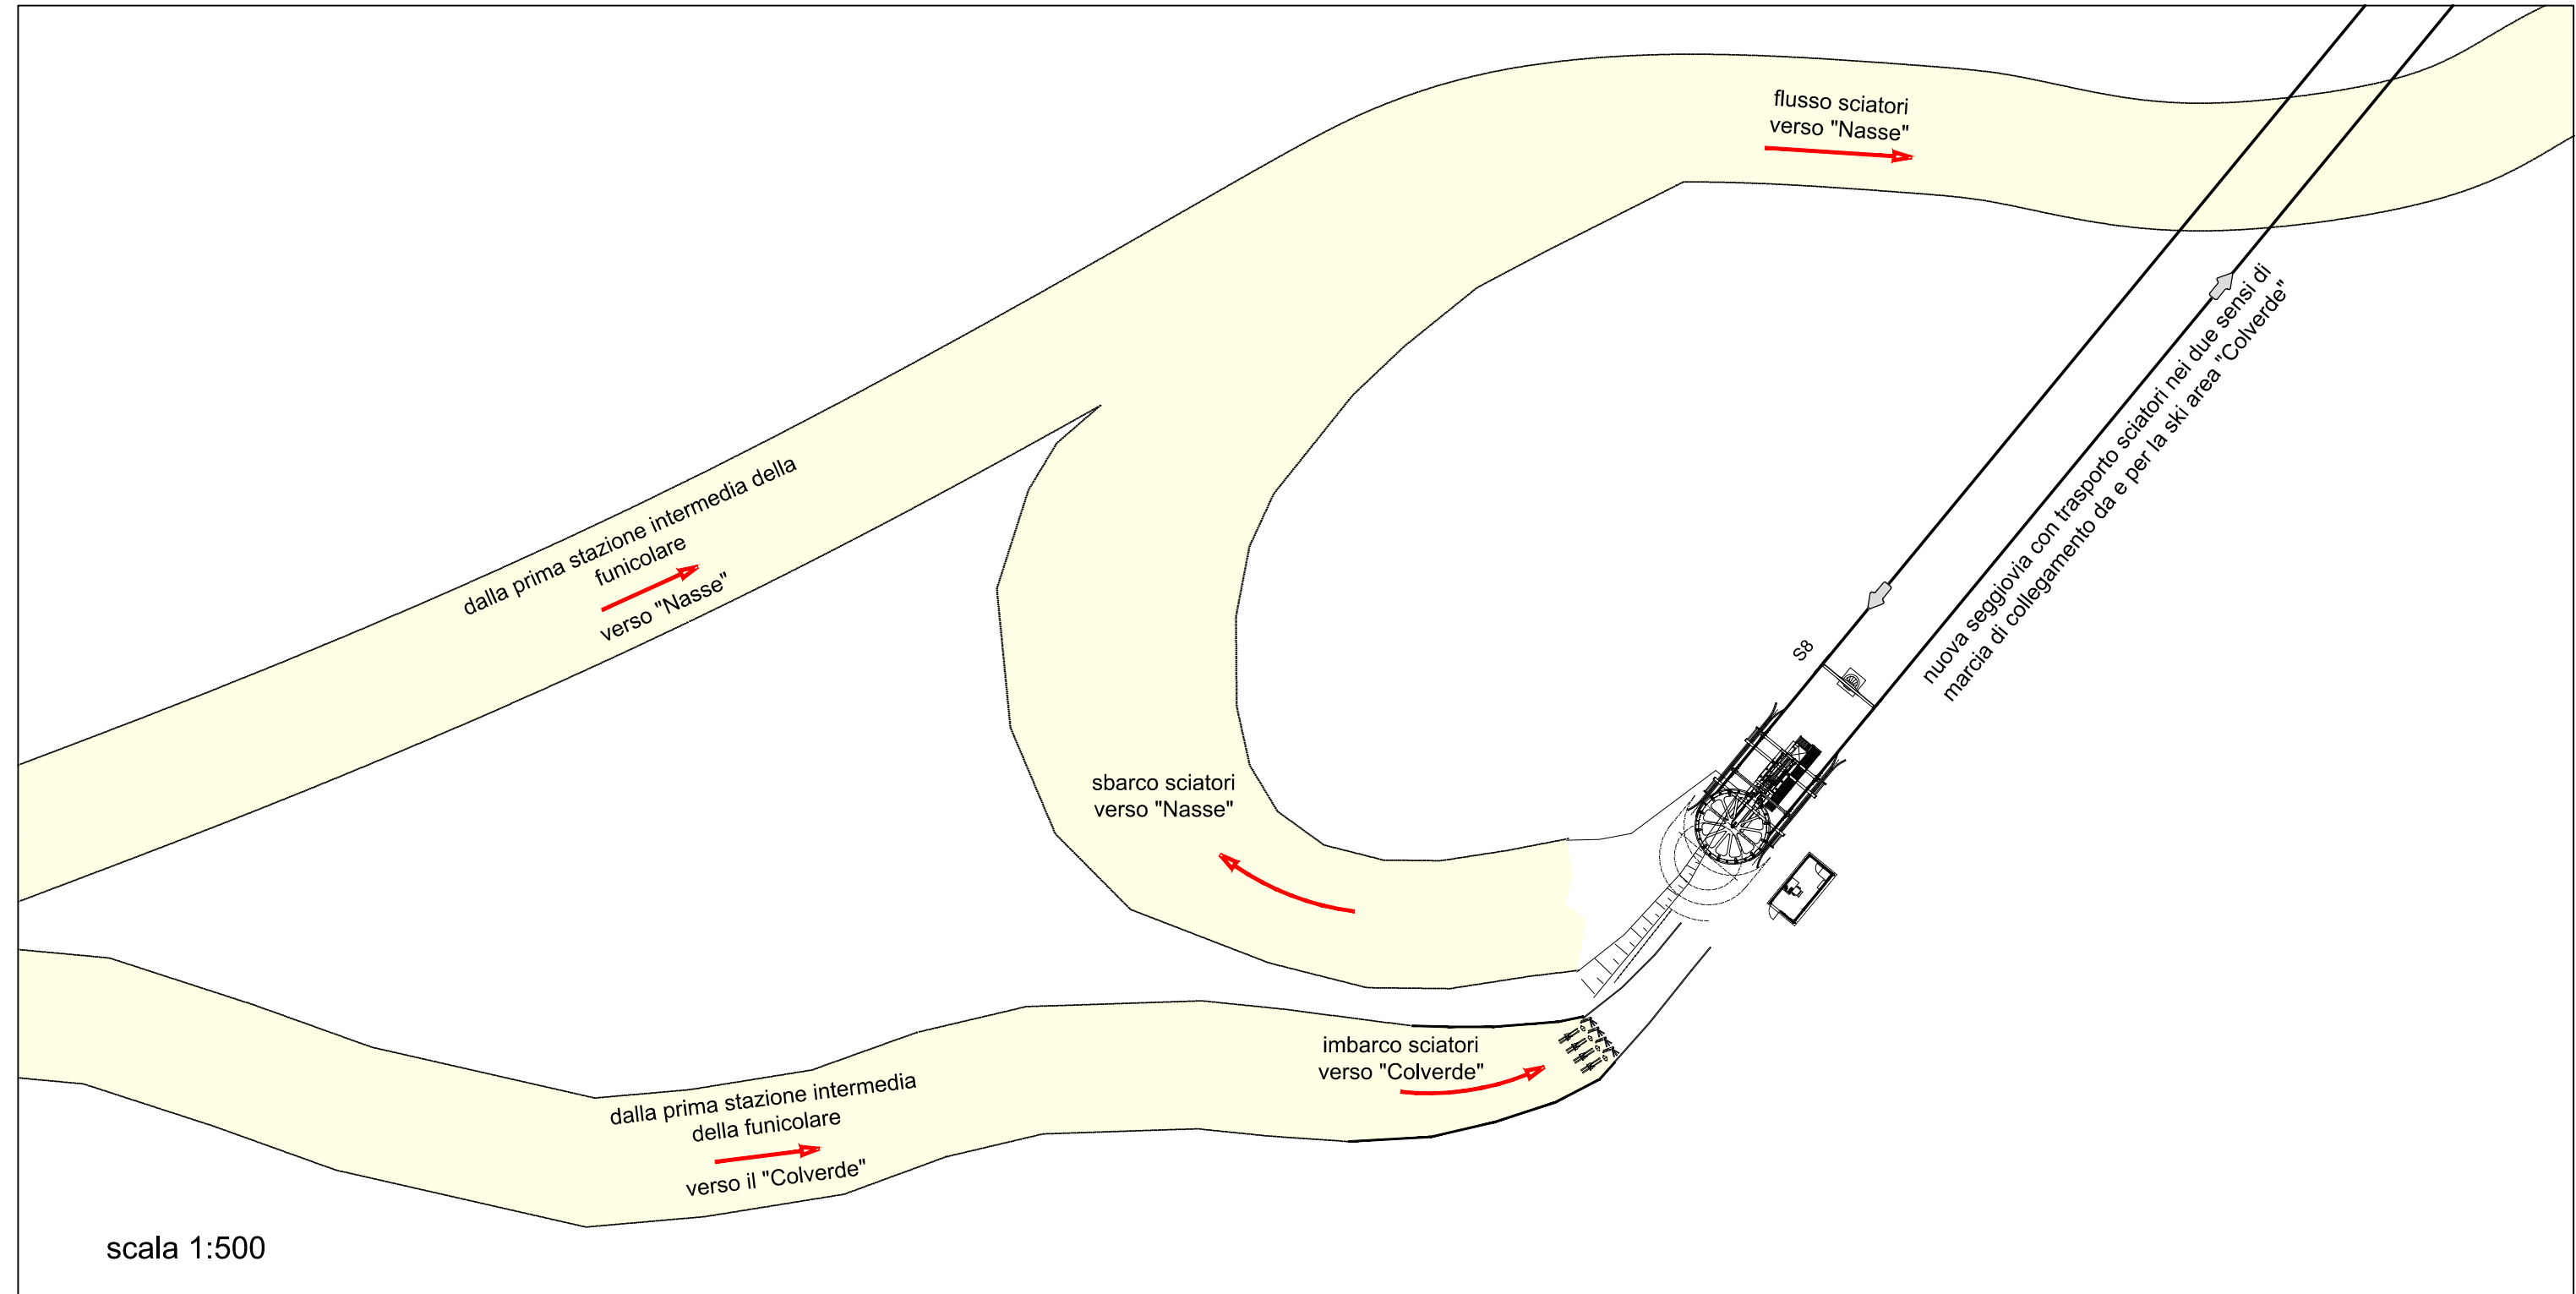 flusso sciatori
verso "Nasse"
dalla prima stazione intermedia della
funicolare
verso "Nasse"
nuova seggiovia con trasporto sciatori nei due sensi di
marcia di collegamento da e per la ski area "Colverde"
S8
sbarco sciatori
verso "Nasse"
imbarco sciatori
verso "Colverde"
dalla prima stazione intermedia
della funicolare
verso il "Colverde"
scala 1:500